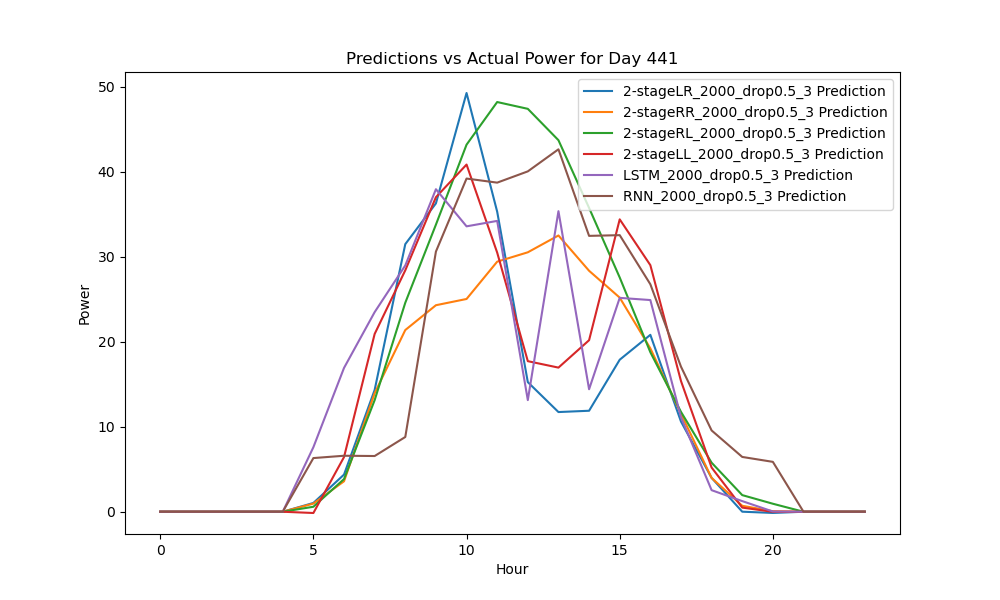 Predictions vs Actual Power for Day 441
2-stageLR_2000_drop0.5_3 Prediction
2-stageRR_2000_drop0.5_3 Prediction
2-stageRL_2000_drop0.5_3 Prediction
2-stageLL_2000_drop0.5_3 Prediction
LSTM_2000_drop0.5_3 Prediction
RNN_2000_drop0.5_3 Prediction
50
40
30
20
10
0
Power
0 5 10 15 20
Hour